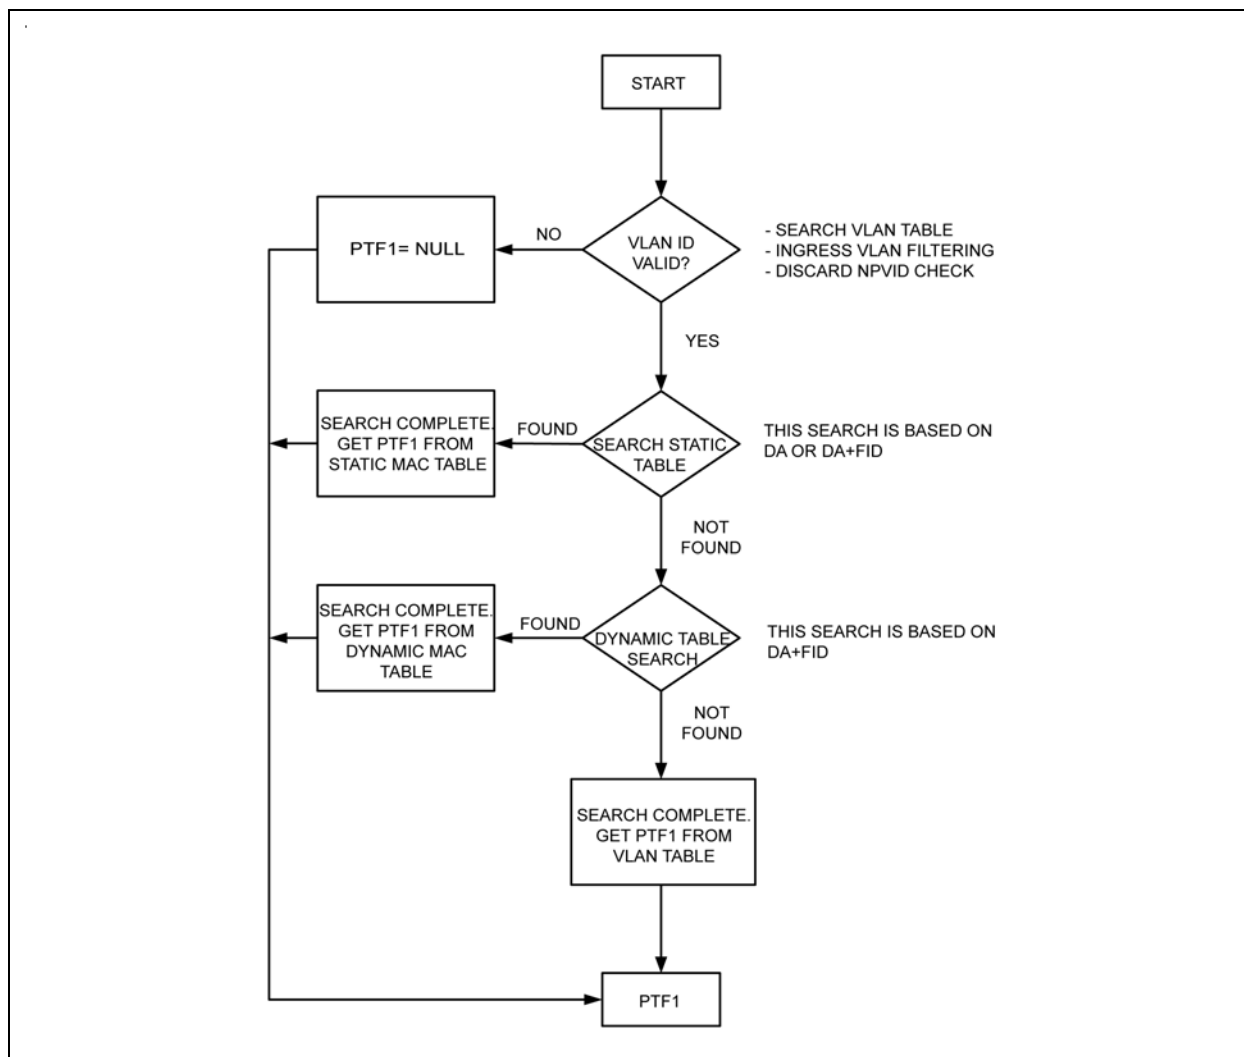 START
VLAN ID
VALID?
NO
PTF1= NULL
- SEARCH VLAN TABLE
- INGRESS VLAN FILTERING
- DISCARD NPVID CHECK
YES
SEARCH STATIC
TABLE
FOUND
SEARCH COMPLETE.
GET PTF1 FROM
STATIC MAC TABLE
THIS SEARCH IS BASED ON
DA OR DA+FID
NOT
FOUND
DYNAMIC TABLE
SEARCH
FOUND
SEARCH COMPLETE.
GET PTF1 FROM
DYNAMIC MAC
TABLE
THIS SEARCH IS BASED ON
DA+FID
NOT
FOUND
SEARCH COMPLETE.
GET PTF1 FROM
VLAN TABLE
PTF1